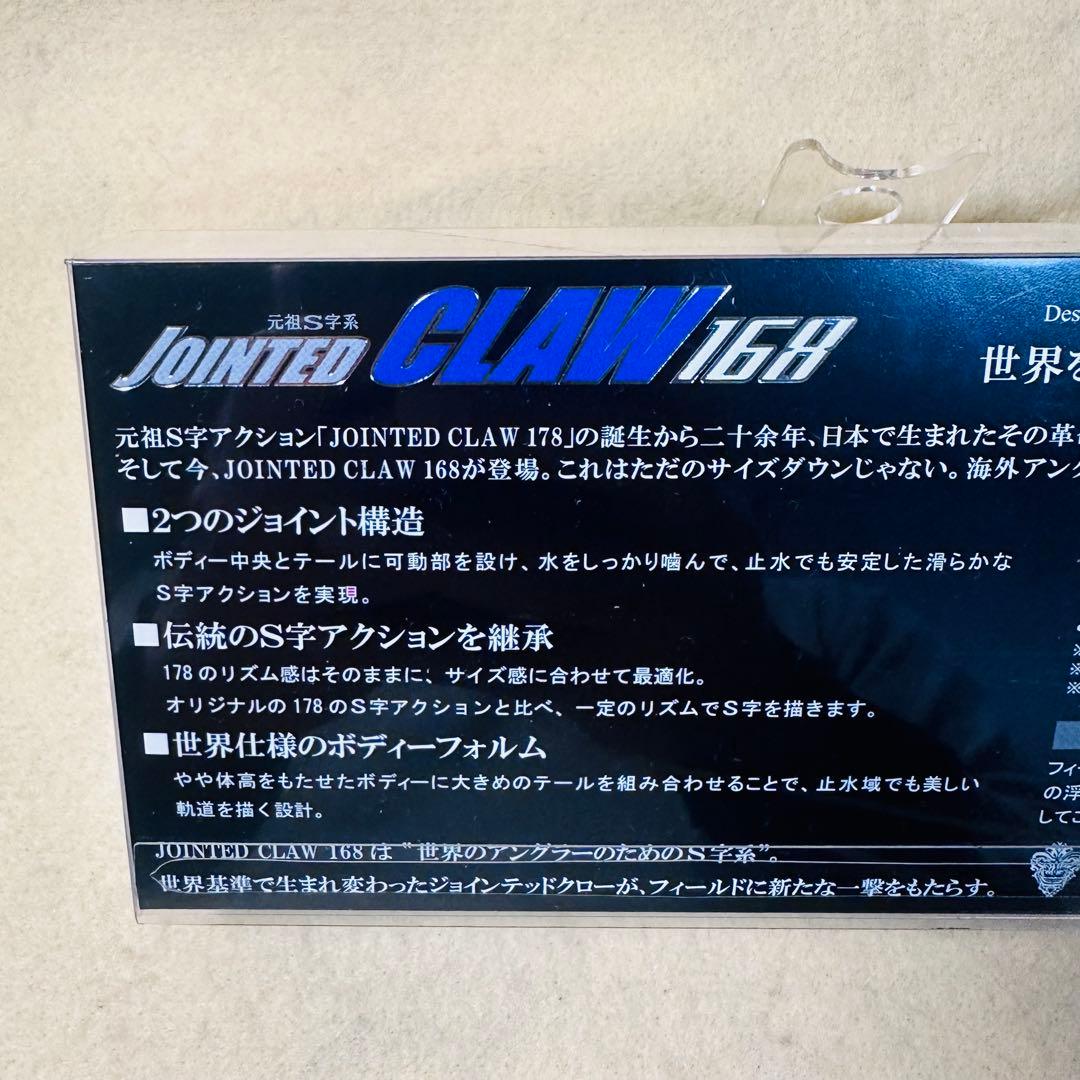 元祖S字系
JOINTED CLAW 168
Des
世界を
元祖S字アクション「JOINTED CLAW 178」の誕生から二十余年、日本で生まれたその革
そして今、JOINTED CLAW 168が登場。これはただのサイズダウンじゃない。海外アング
■2つのジョイント構造
ボディー中央とテールに可動部を設け、水をしっかり噛んで、止水でも安定した滑らかな
S字アクションを実現。
■伝統のS字アクションを継承
178のリズム感はそのままに、サイズ感に合わせて最適化。
オリジナルの178のS字アクションと比べ、一定のリズムでS字を描きます。
■世界仕様のボディーフォルム
やや体高をもたせたボディーに大きめのテールを組み合わせることで、止水域でも美しい
軌道を描く設計。
JOINTED CLAW 168は"世界のアングラーのためのS字系"。
世界基準で生まれ変わったジョインテッドクローが、フィールドに新たな一撃をもたらす。
※
※
※
フィ
の浮
してこ